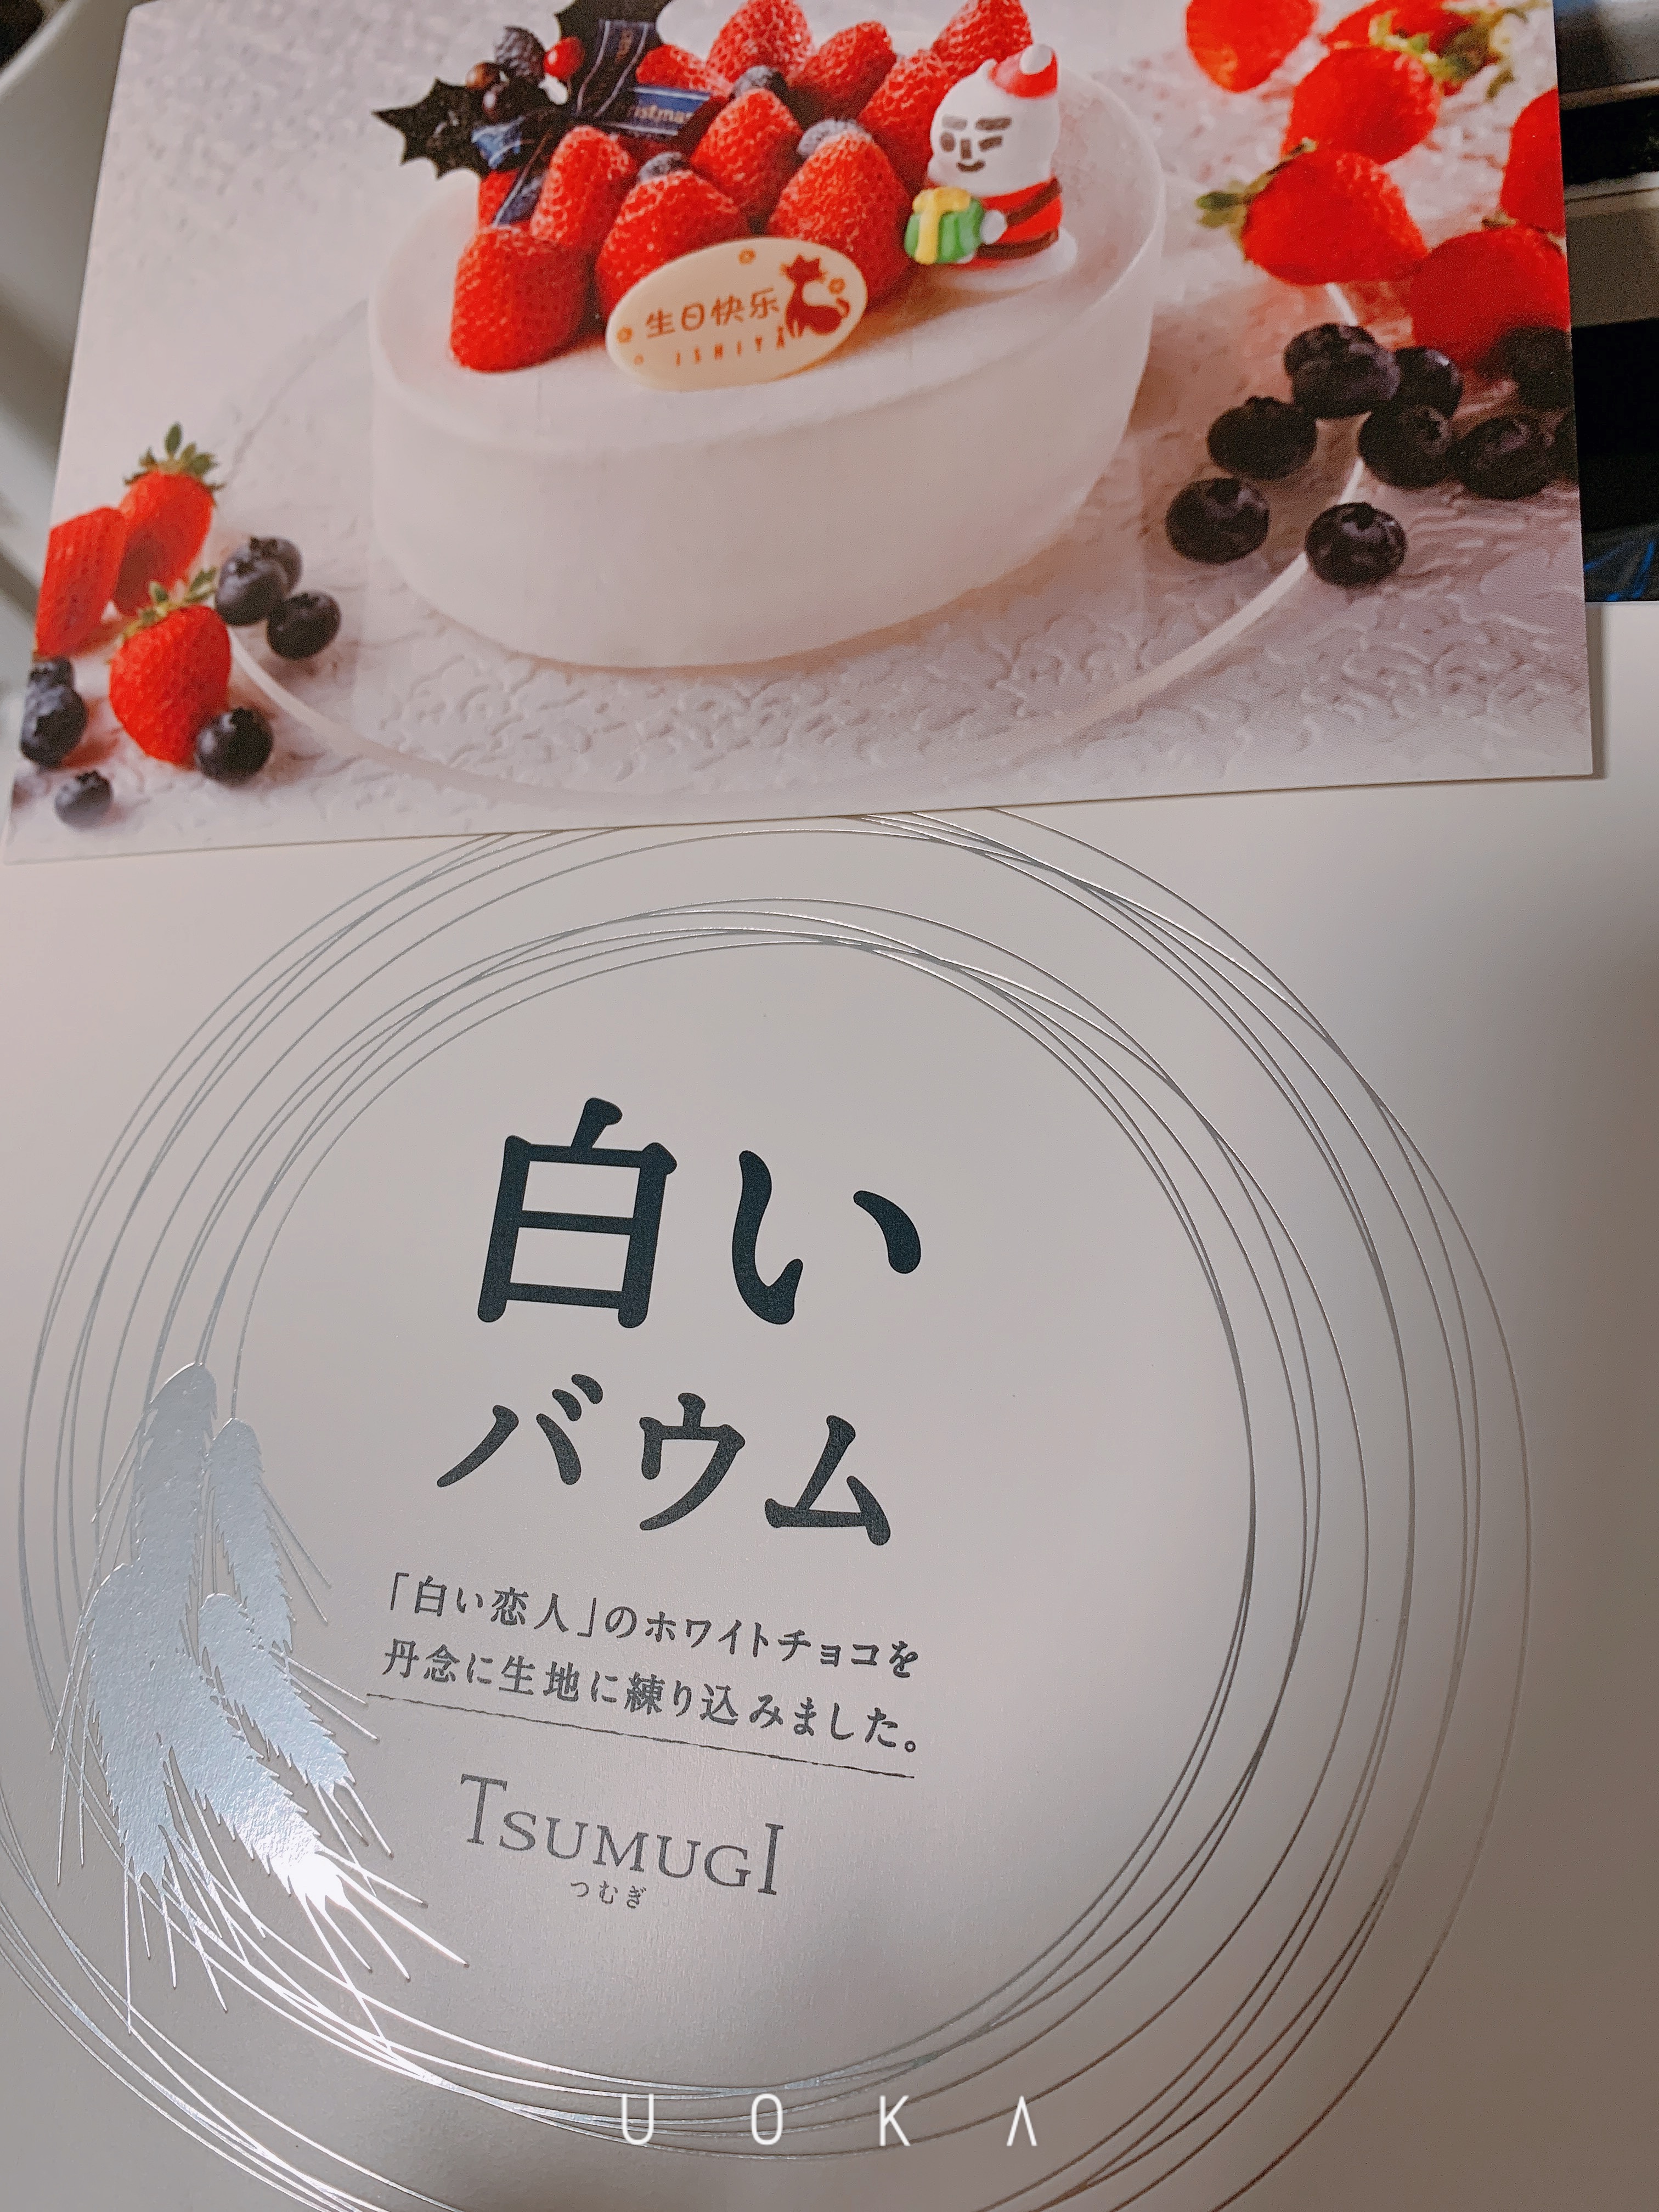 ristmas
生日快乐
ISHIYA
白い
バウム
「白い恋人」のホワイトチョコを
丹念に生地に練り込みました。
TSUMUGI
つむぎ
UOKA